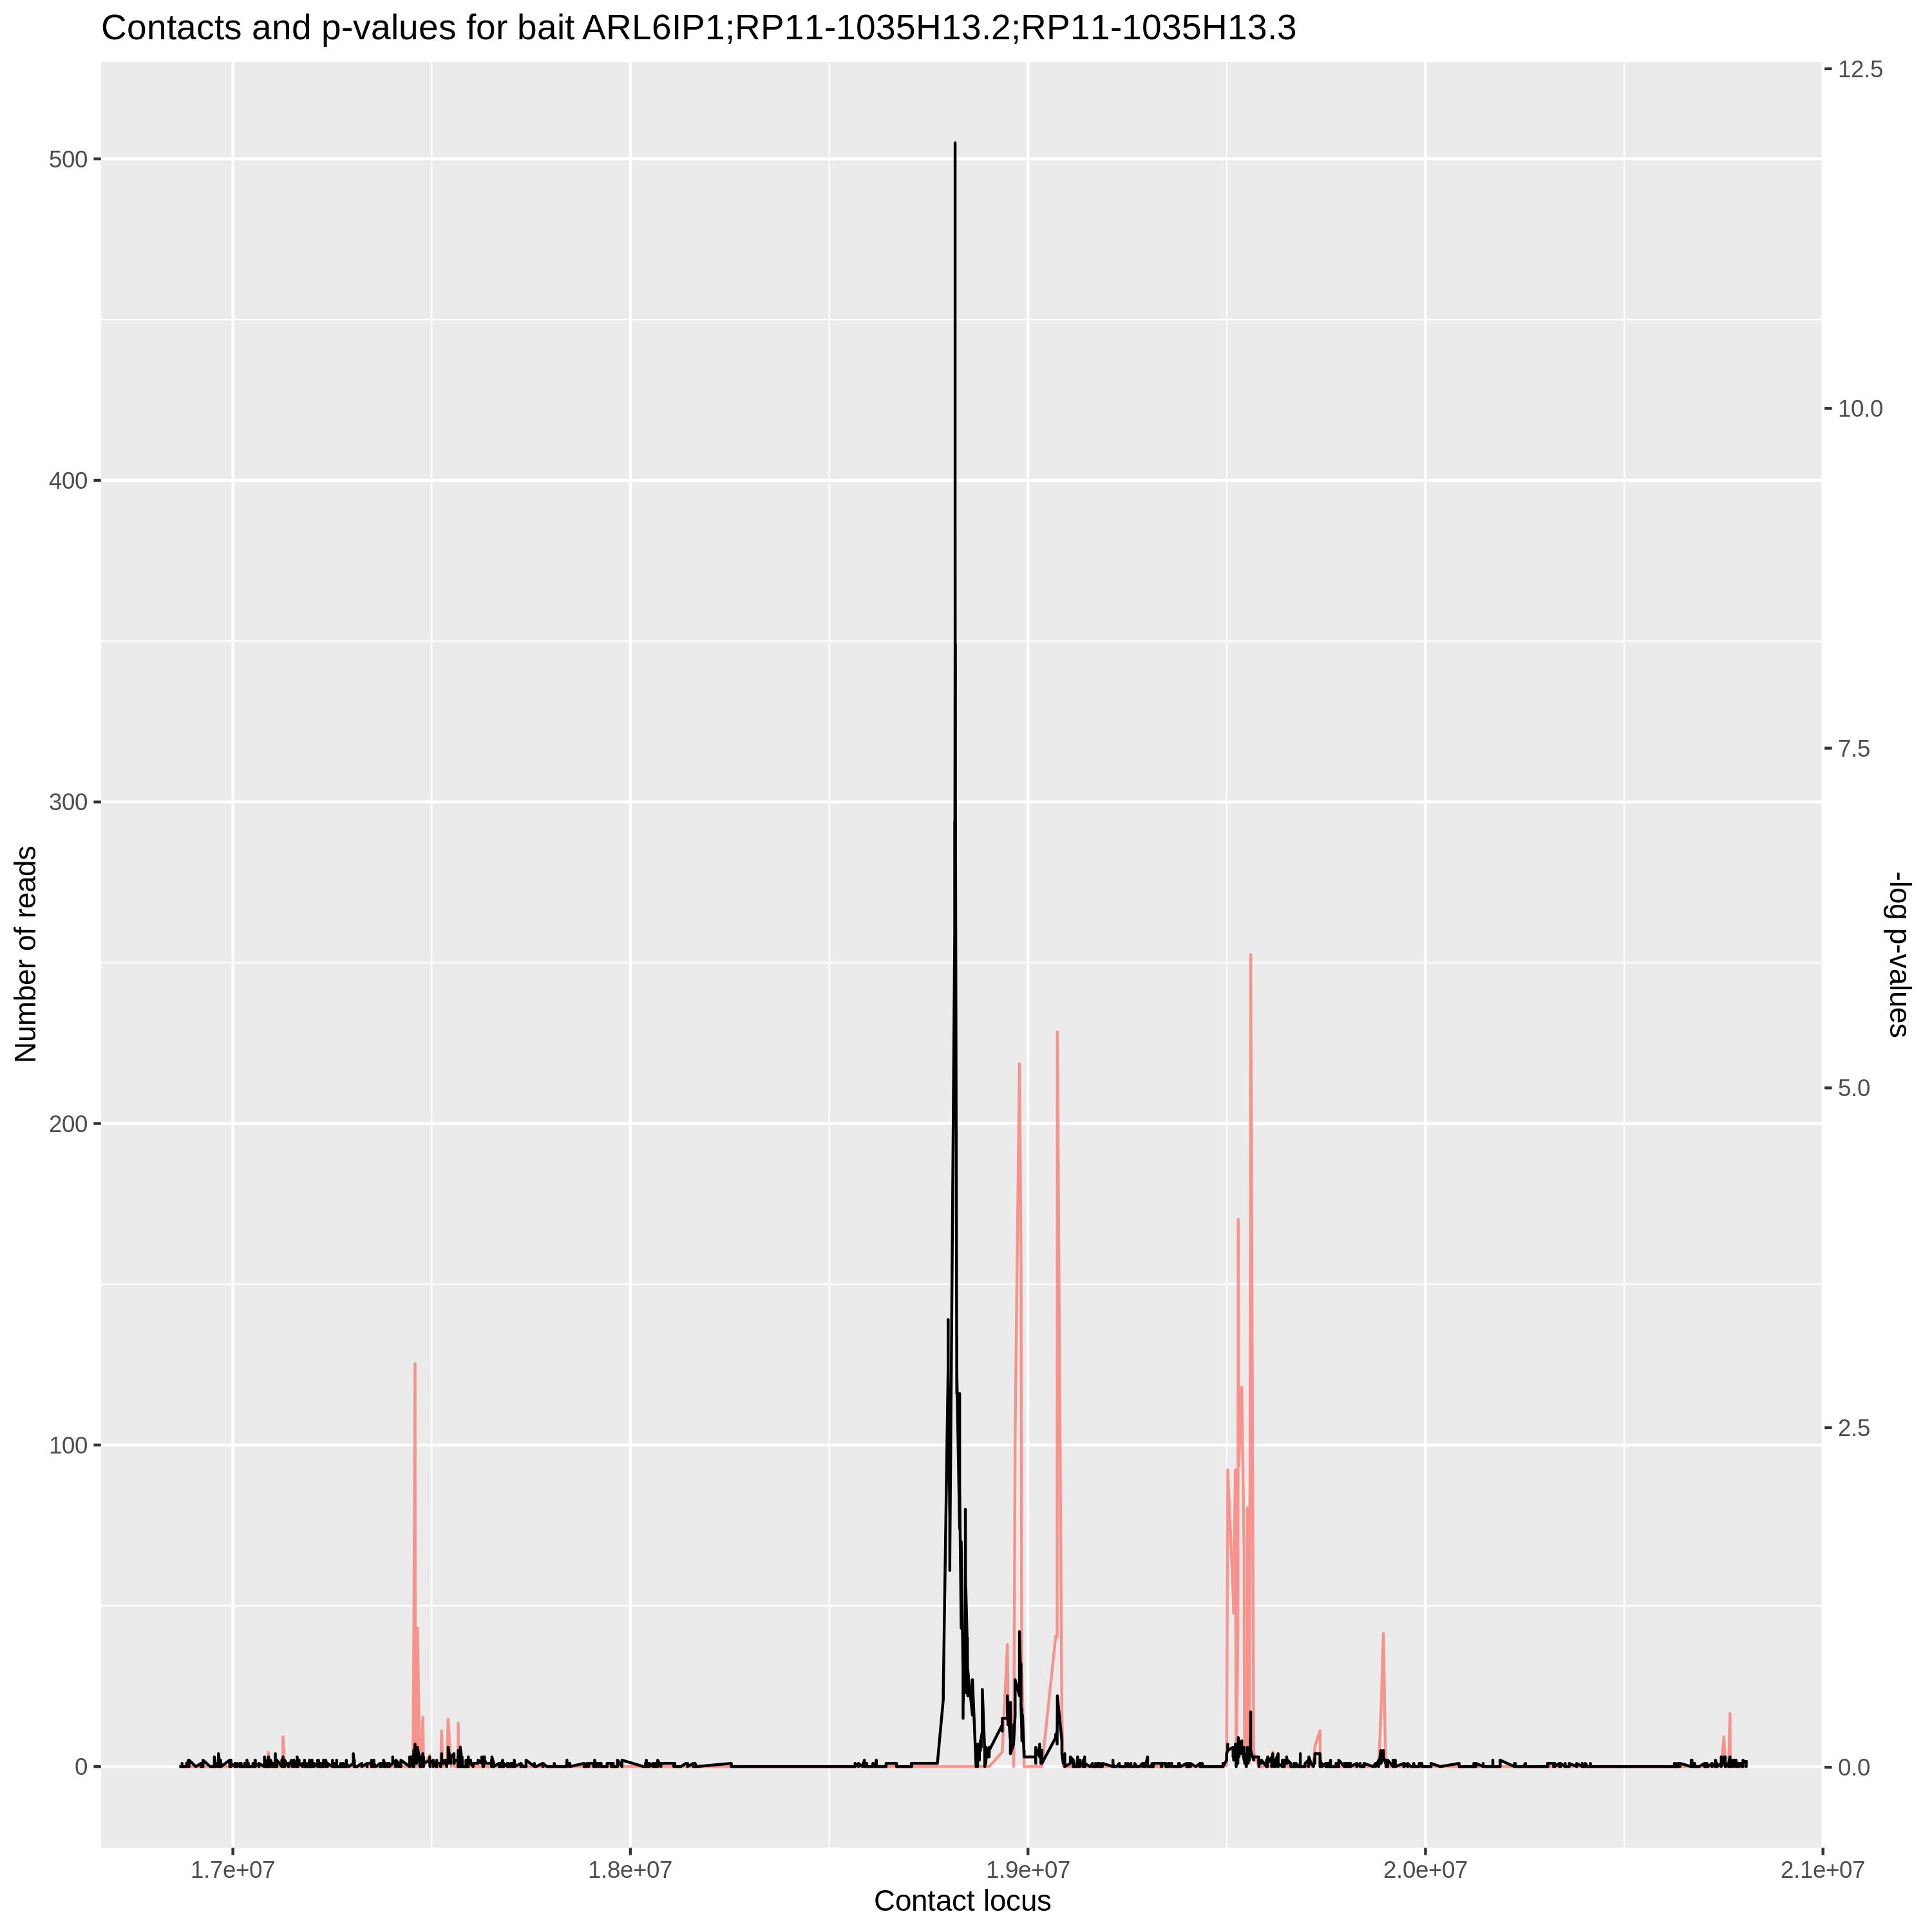 Contacts and p-values for bait ARL6IP1;RP11-1035H13.2;RP11-1035H13.3
Number of reads
500
400
300
200
100
0
12.5
10.0
7.5
5.0
2.5
0.0
-log p-values
1.7e+07
1.8e+07
1.9e+07
2.0e+07
2.1e+07
Contact locus